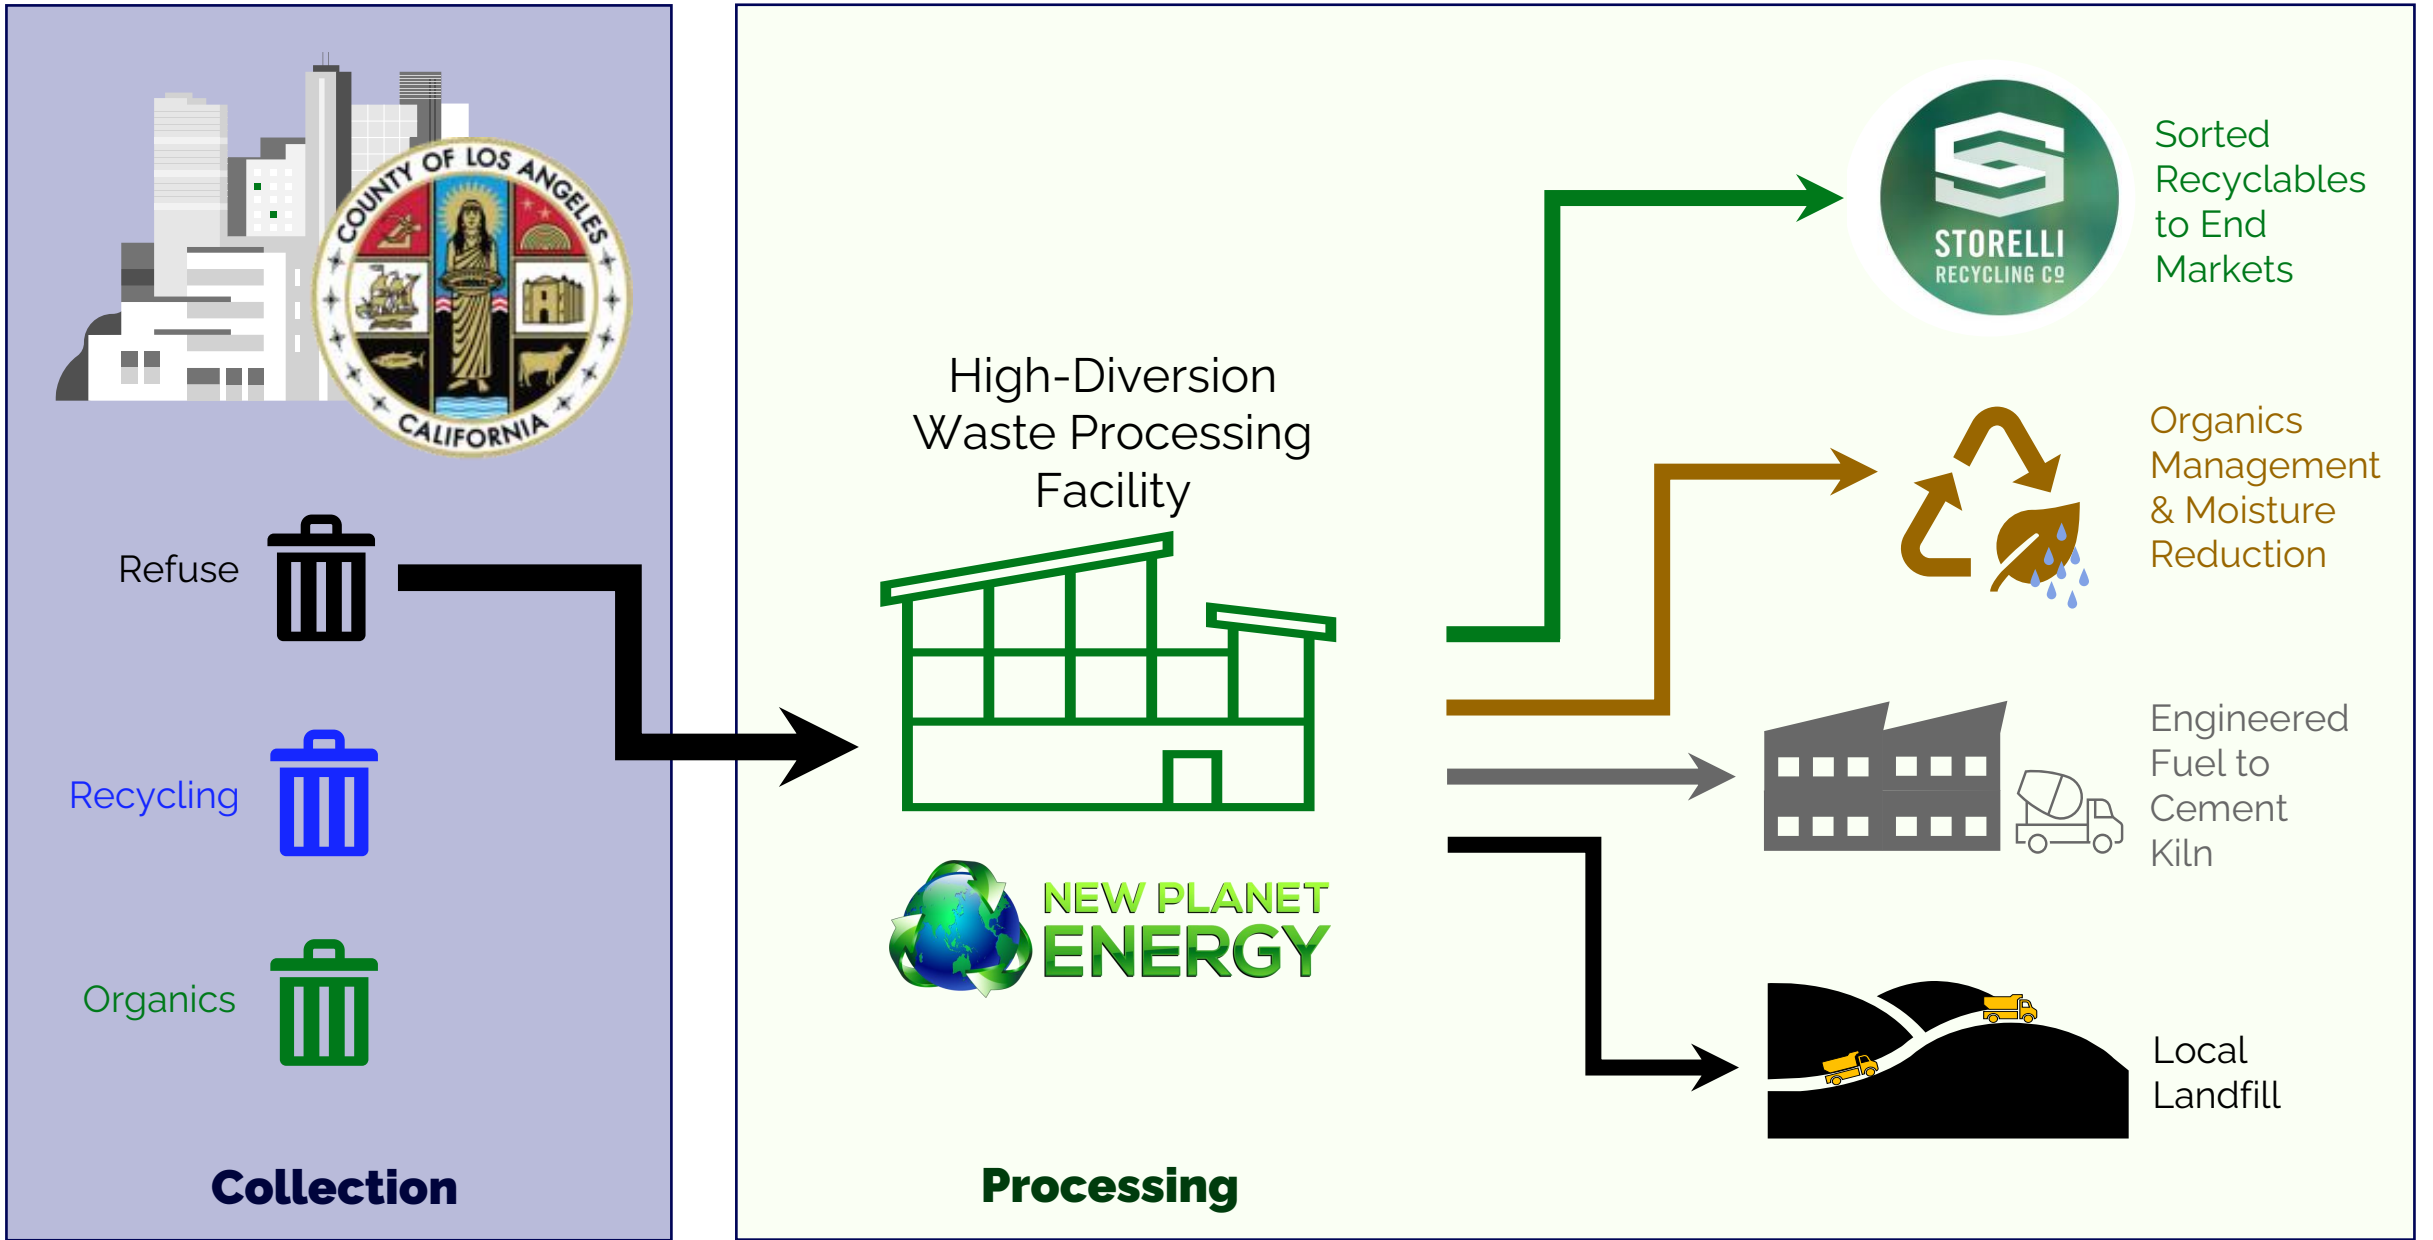 COUNTY OF LOS ANGELES
CALIFORNIA
Refuse
Recycling
Organics
Collection
High-Diversion
Waste Processing
Facility
NEW PLANET
ENERGY
Processing
STORELLI
RECYCLING Cº
Sorted
Recyclables
to End
Markets
Organics
Management
& Moisture
Reduction
Engineered
Fuel to
Cement
Kiln
Local
Landfill